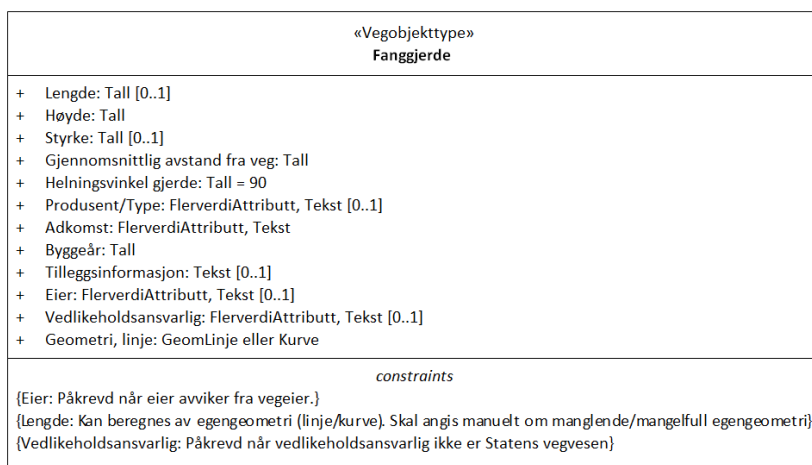 «Vegobjekttype»
Fanggjerde
+ Lengde: Tall [0..1]
+ Høyde: Tall
+ Styrke: Tall [0..1]
+ Gjennomsnittlig avstand fra veg: Tall
+ Helningsvinkel gjerde: Tall = 90
+ Produsent/Type: FlerverdiAttributt, Tekst [0..1]
+ Adkomst: FlerverdiAttributt, Tekst
+ Byggeår: Tall
+ Tilleggsinformasjon: Tekst [0..1]
+ Eier: FlerverdiAttributt, Tekst [0..1]
+ Vedlikeholdsansvarlig: FlerverdiAttributt, Tekst [0..1]
+ Geometri, linje: GeomLinje eller Kurve
constraints
{Eier: Påkrevd når eier avviker fra vegeier.}
{Lengde: Kan beregnes av egengeometri (linje/kurve). Skal angis manuelt om manglende/mangelfull egengeometri}
{Vedlikeholdsansvarlig: Påkrevd når vedlikeholdsansvarlig ikke er Statens vegvesen}